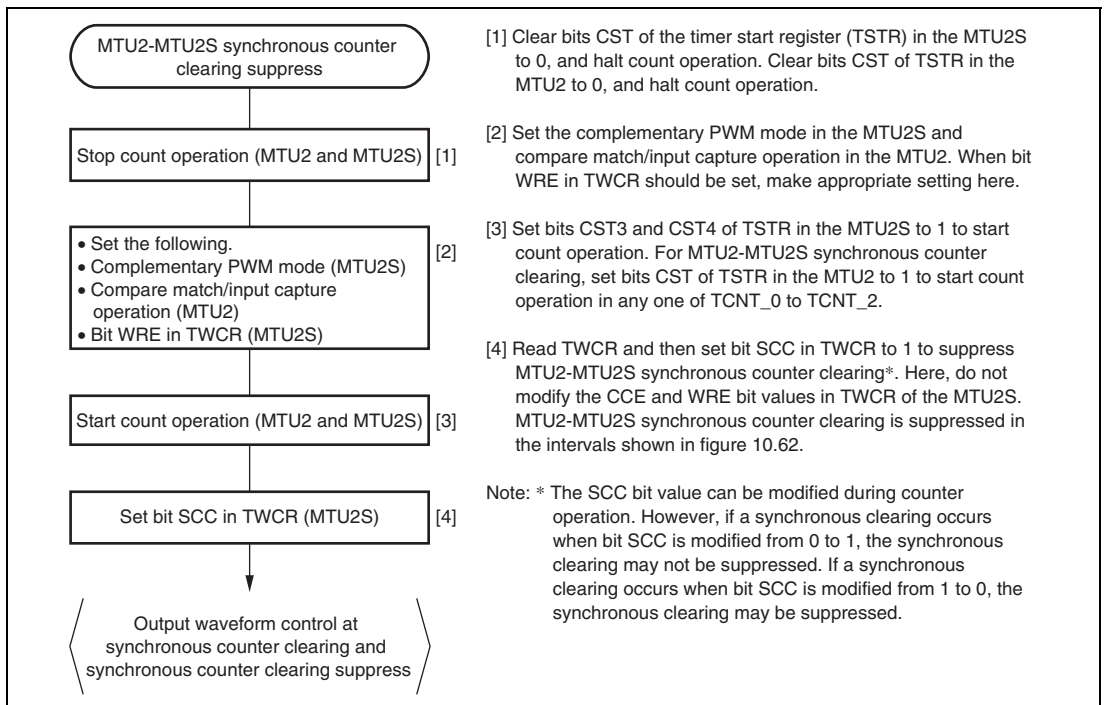 MTU2-MTU2S synchronous counter
clearing suppress
Stop count operation (MTU2 and MTU2S) [1]
• Set the following.
• Complementary PWM mode (MTU2S)
• Compare match/input capture
operation (MTU2)
• Bit WRE in TWCR (MTU2S)
[2]
Start count operation (MTU2 and MTU2S) [3]
Set bit SCC in TWCR (MTU2S) [4]
Output waveform control at
synchronous counter clearing and
synchronous counter clearing suppress
[1] Clear bits CST of the timer start register (TSTR) in the MTU2S
to 0, and halt count operation. Clear bits CST of TSTR in the
MTU2 to 0, and halt count operation.
[2] Set the complementary PWM mode in the MTU2S and
compare match/input capture operation in the MTU2. When bit
WRE in TWCR should be set, make appropriate setting here.
[3] Set bits CST3 and CST4 of TSTR in the MTU2S to 1 to start
count operation. For MTU2-MTU2S synchronous counter
clearing, set bits CST of TSTR in the MTU2 to 1 to start count
operation in any one of TCNT_0 to TCNT_2.
[4] Read TWCR and then set bit SCC in TWCR to 1 to suppress
MTU2-MTU2S synchronous counter clearing*. Here, do not
modify the CCE and WRE bit values in TWCR of the MTU2S.
MTU2-MTU2S synchronous counter clearing is suppressed in
the intervals shown in figure 10.62.
Note: * The SCC bit value can be modified during counter
operation. However, if a synchronous clearing occurs
when bit SCC is modified from 0 to 1, the synchronous
clearing may not be suppressed. If a synchronous
clearing occurs when bit SCC is modified from 1 to 0, the
synchronous clearing may be suppressed.